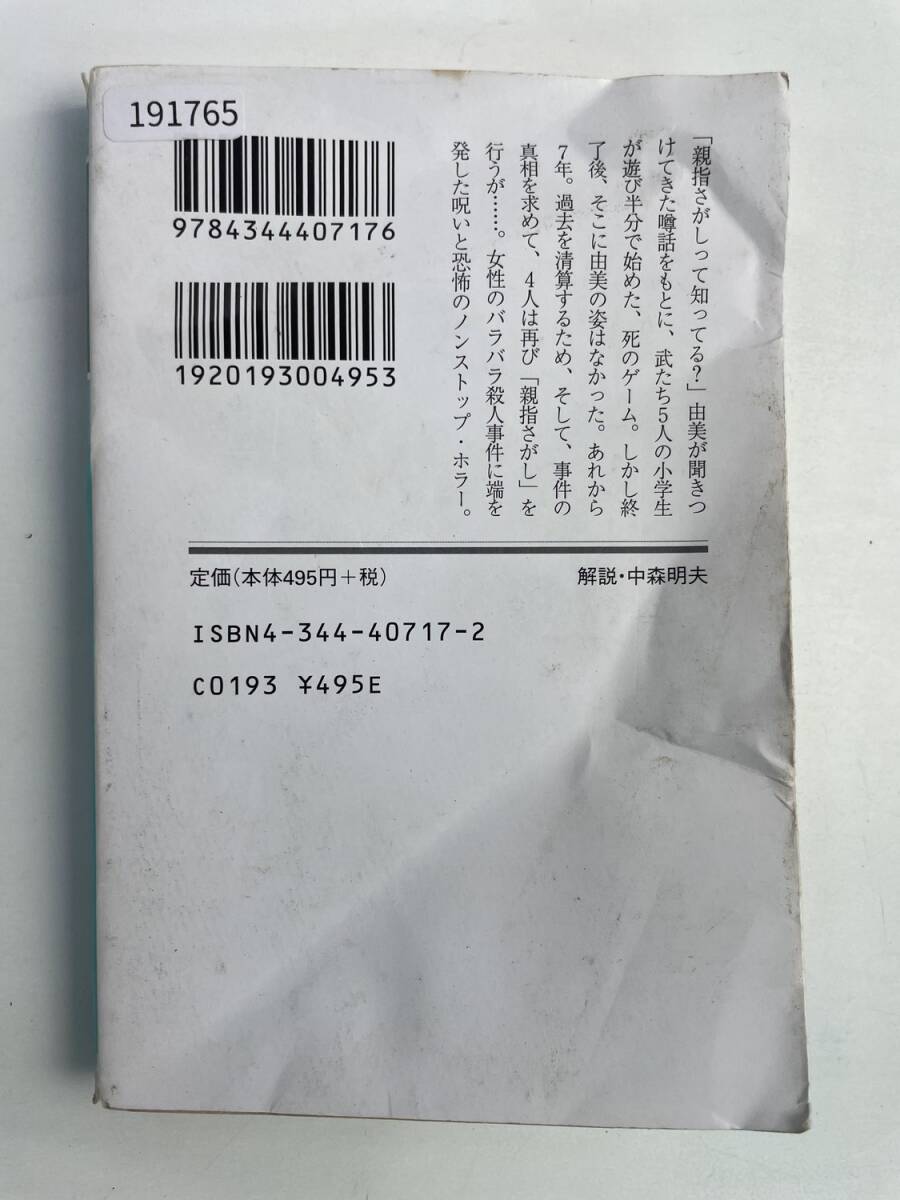 191765
9784344407176
1920193004953
「親指さがしって知ってる?」由美が聞きつ
けてきた噂話をもとに、武たち5人の小学生
が遊び半分で始めた、死のゲーム。しかし終
了後、そこに由美の姿はなかった。あれから
7年。過去を清算するため、そして、事件の
真相を求めて、4人は再び「親指さがし」を
行うが……。女性のバラバラ殺人事件に端を
発した呪いと恐怖のノンストップ・ホラー。
定価(本体495円+税)
解説・中森明夫
ISBN4-344-40717-2
C0193 ¥495E